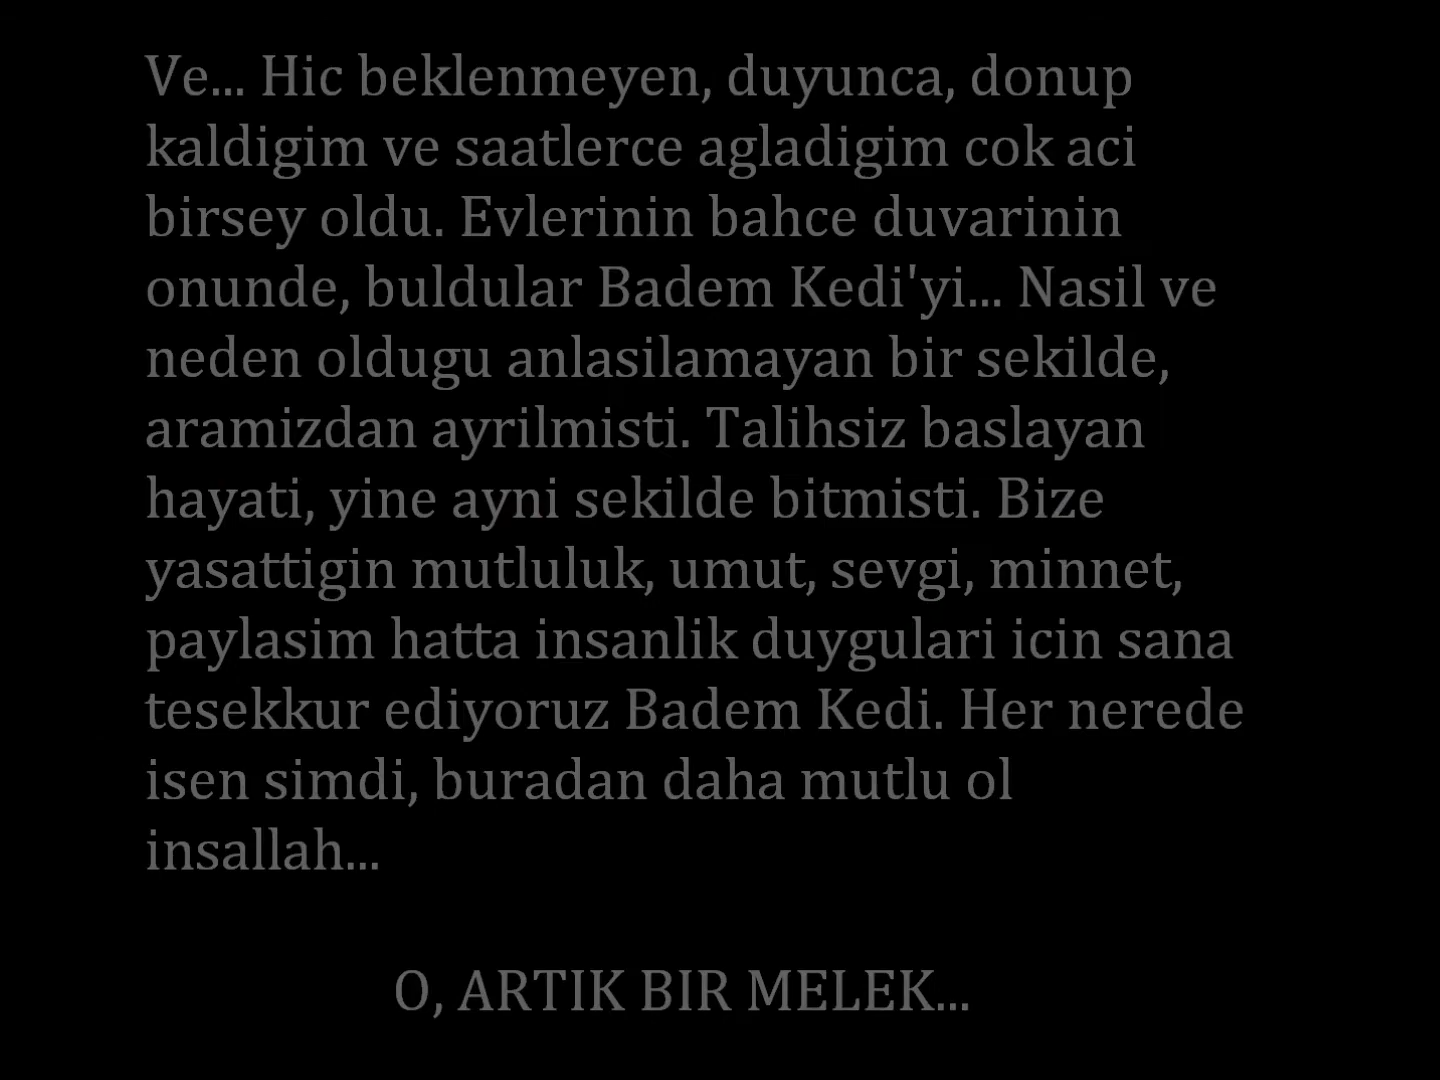 Ve... Hic beklenmeyen, duyunca, donup
kaldigim ve saatlerce agladigim cok aci
birsey oldu. Evlerinin bahce duvarinin
onunde, buldular Badem Kedi'yi... Nasil ve
neden oldugu anlasilamayan bir sekilde,
aramizdan ayrilmisti. Talihsiz baslayan
hayati, yine ayni sekilde bitmisti. Bize
yasattigin mutluluk, umut, sevgi, minnet,
paylasim hatta insanlik duygulari icin sana
tesekkur ediyoruz Badem Kedi. Her nerede
isen simdi, buradan daha mutlu ol
insallah...
O, ARTIK BIR MELEK...